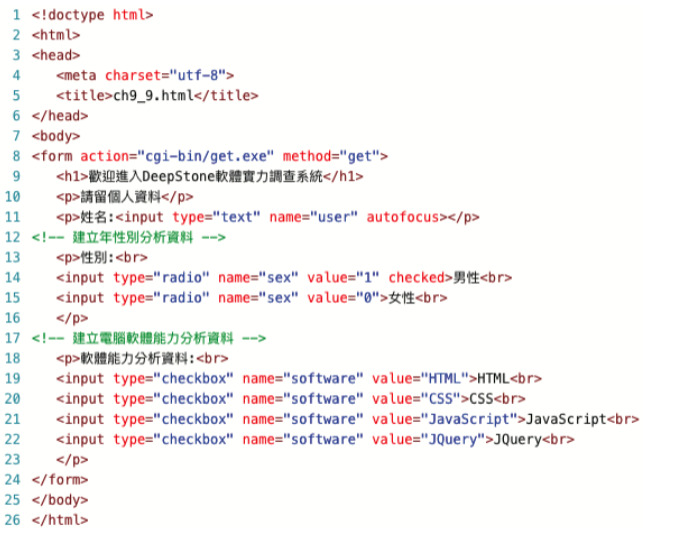 1 <!doctype html>
2 <html>
3 <head>
4    <meta charset="utf-8">
5    <title>ch9_9.html</title>
6 </head>
7 <body>
8 <form action="cgi-bin/get.exe" method="get">
9    <h1>歡迎進入DeepStone軟體實力調查系統</h1>
10    <p>請留個人資料</p>
11    <p>姓名:<input type="text" name="user" autofocus></p>
12 <!-- 建立年性別分析資料 -->
13    <p>性別:<br>
14    <input type="radio" name="sex" value="1" checked>男性<br>
15    <input type="radio" name="sex" value="0">女性<br>
16    </p>
17 <!-- 建立電腦軟體能力分析資料 -->
18    <p>軟體能力分析資料:<br>
19    <input type="checkbox" name="software" value="HTML">HTML<br>
20    <input type="checkbox" name="software" value="CSS">CSS<br>
21    <input type="checkbox" name="software" value="JavaScript">JavaScript<br>
22    <input type="checkbox" name="software" value="JQuery">JQuery<br>
23    </p>
24 </form>
25 </body>
26 </html>